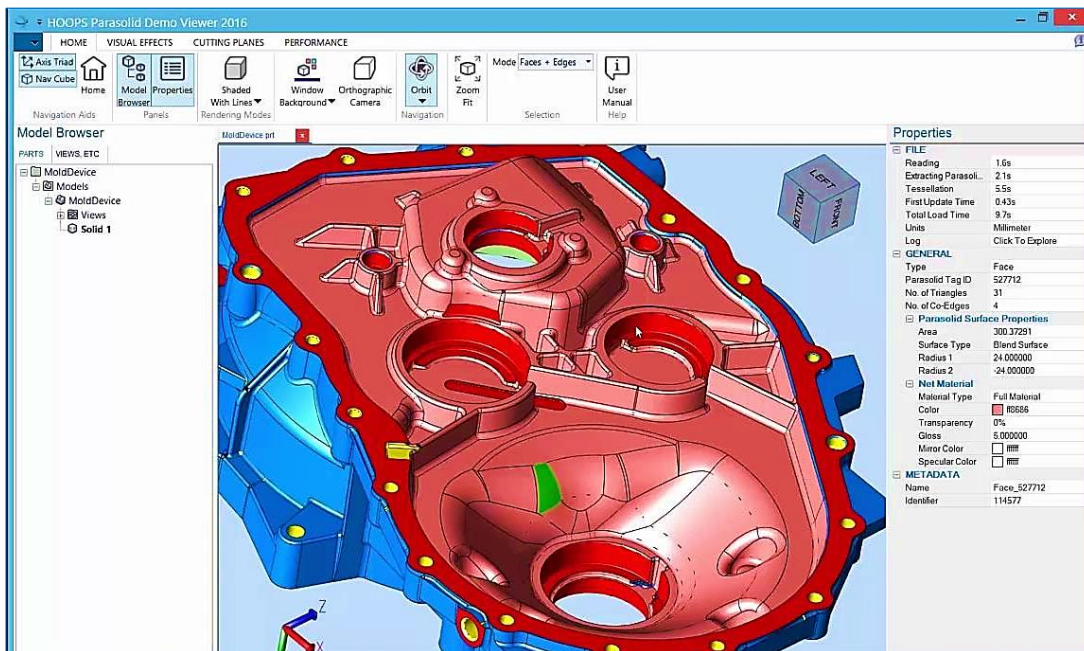 HOOPS Parasolid Demo Viewer 2016
HOME VISUAL EFFECTS CUTTING PLANES PERFORMANCE
Axis Triad
Nav Cube
Home
Model Browser
Properties
Shaded With Lines
Window Background
Orthographic Camera
Orbit
Zoom Fit
Mode Faces + Edges
User Manual
Navigation Aids Panels Rendering Modes Navigation Selection Help
Model Browser
PARTS VIEWS, ETC
MoldDevice
Models
MoldDevice
Views
Solid 1
MoldDevice.prt
LEFT
FRONT
BOTTOM
Z
X
Properties
FILE
Reading 1.6s
Extracting Parasoli... 2.1s
Tessellation 5.5s
First Update Time 0.43s
Total Load Time 9.7s
Units Millimeter
Log Click To Explore
GENERAL
Type Face
Parasolid Tag ID 527712
No. of Triangles 31
No. of Co-Edges 4
Parasolid Surface Properties
Area 300.37291
Surface Type Blend Surface
Radius 1 24.000000
Radius 2 -24.000000
Net Material
Material Type Full Material
Color ff8686
Transparency 0%
Gloss 5.000000
Mirror Color ffffff
Specular Color ffffff
METADATA
Name Face_527712
Identifier 114577